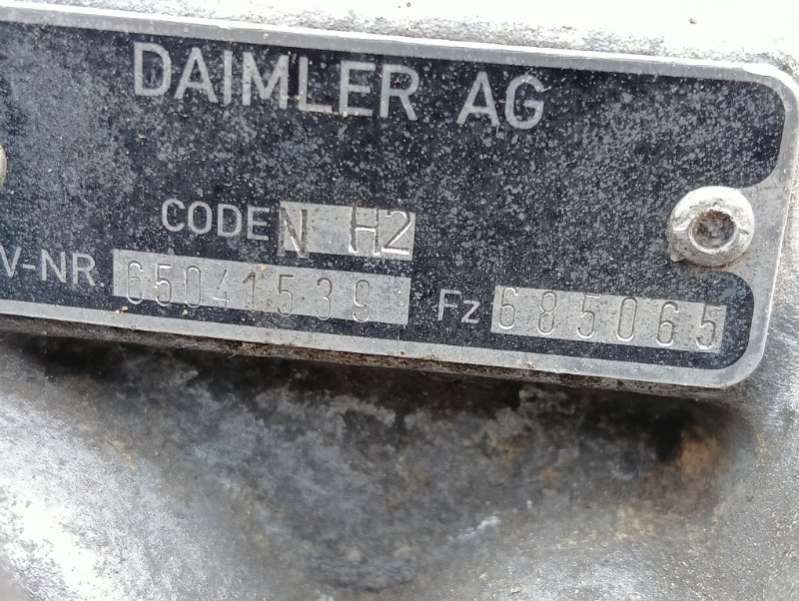 DAIMLER AG
CODE N H2
V-NR. 65041539 Fz 685065